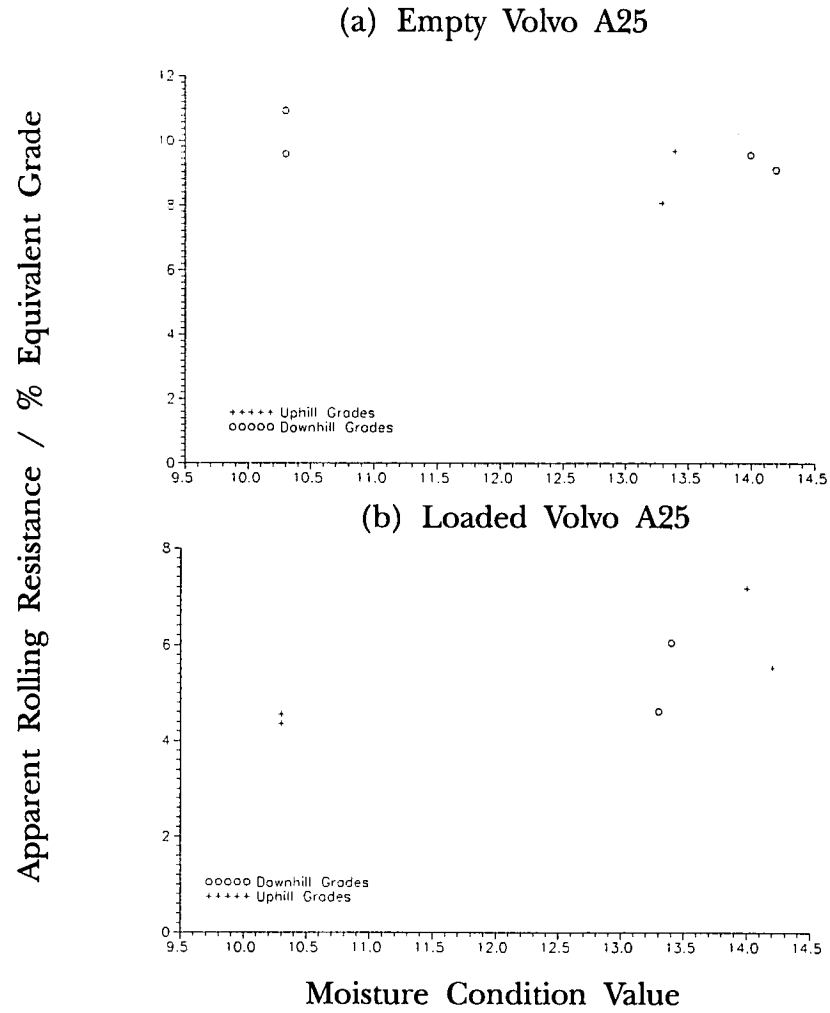 (a) Empty Volvo A25
12
10
8
6
4
2
0
+++++ Uphill Grades
ooooo Downhill Grades
9.5 10.0 10.5 11.0 11.5 12.0 12.5 13.0 13.5 14.0 14.5
(b) Loaded Volvo A25
8
6
4
2
0
ooooo Downhill Grades
+++++ Uphill Grades
9.5 10.0 10.5 11.0 11.5 12.0 12.5 13.0 13.5 14.0 14.5
Apparent Rolling Resistance / % Equivalent Grade
Moisture Condition Value